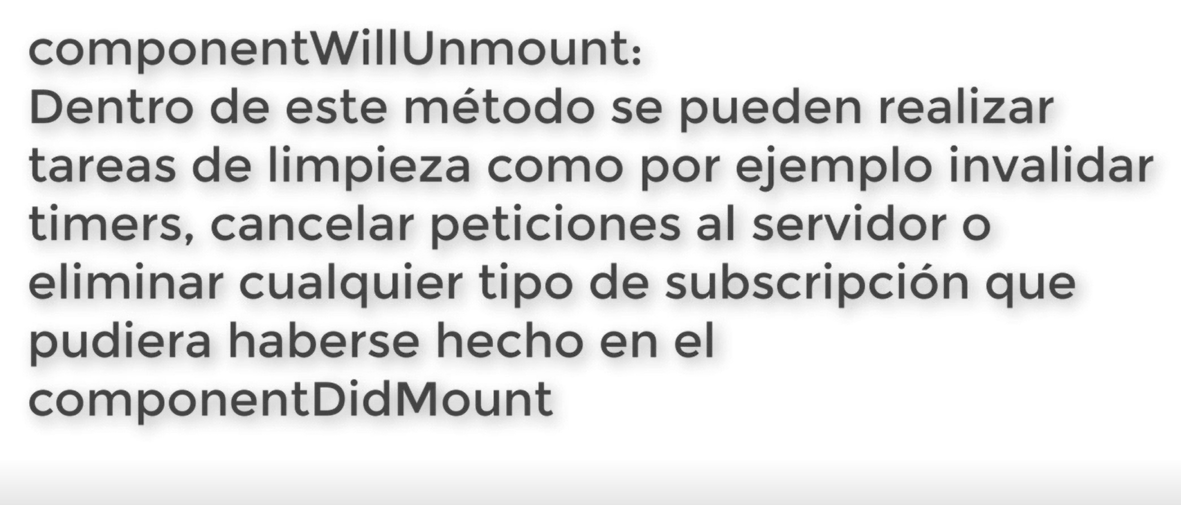 componentWillUnmount:
Dentro de este método se pueden realizar
tareas de limpieza como por ejemplo invalidar
timers, cancelar peticiones al servidor o
eliminar cualquier tipo de subscripción que
pudiera haberse hecho en el
componentDidMount